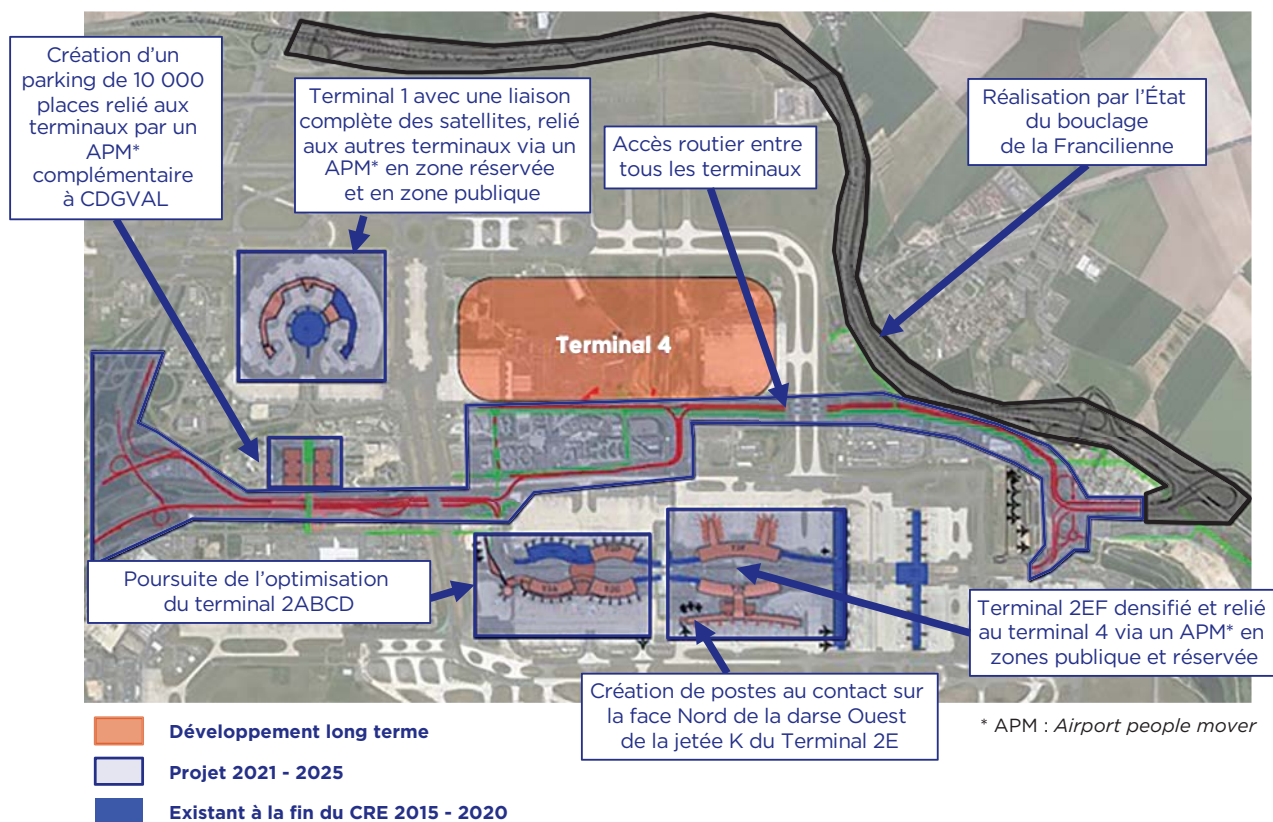 Création d'un
parking de 10 000
places relié aux
terminaux par un
APM*
complémentaire
à CDGVAL
Terminal 1 avec une liaison
complète des satellites, relié
aux autres terminaux via un
APM* en zone réservée
et en zone publique
Accès routier entre
tous les terminaux
Réalisation par l'État
du bouclage
de la Francilienne
Terminal 4
Poursuite de l'optimisation
du terminal 2ABCD
Création de postes au contact sur
la face Nord de la darse Ouest
de la jetée K du Terminal 2E
Terminal 2EF densifié et relié
au terminal 4 via un APM* en
zones publique et réservée
* APM : Airport people mover
Développement long terme
Projet 2021 - 2025
Existant à la fin du CRE 2015 - 2020